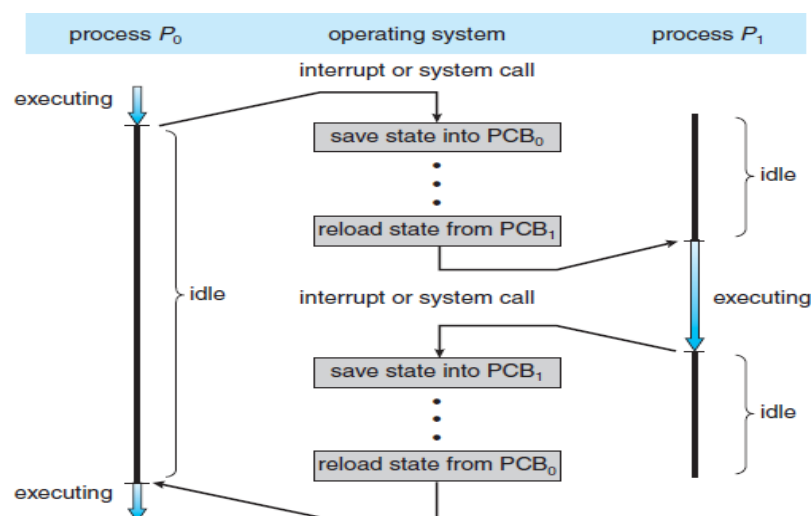 process P₀ operating system process P₁
interrupt or system call
executing
save state into PCB₀
idle
reload state from PCB₁
idle
interrupt or system call
executing
save state into PCB₁
idle
reload state from PCB₀
executing